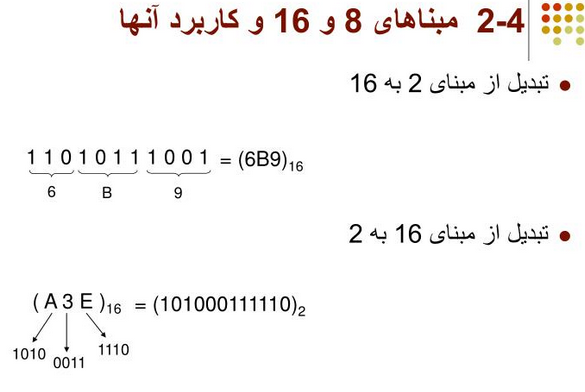 2-4 مبناهای 8 و 16 و کاربرد آنها
تبدیل از مبنای 2 به 16
1 1 0 1 0 1 1 1 0 0 1 = (6B9)16
6 B 9
تبدیل از مبنای 16 به 2
( A 3 E )16 = (101000111110)2
1010 0011 1110